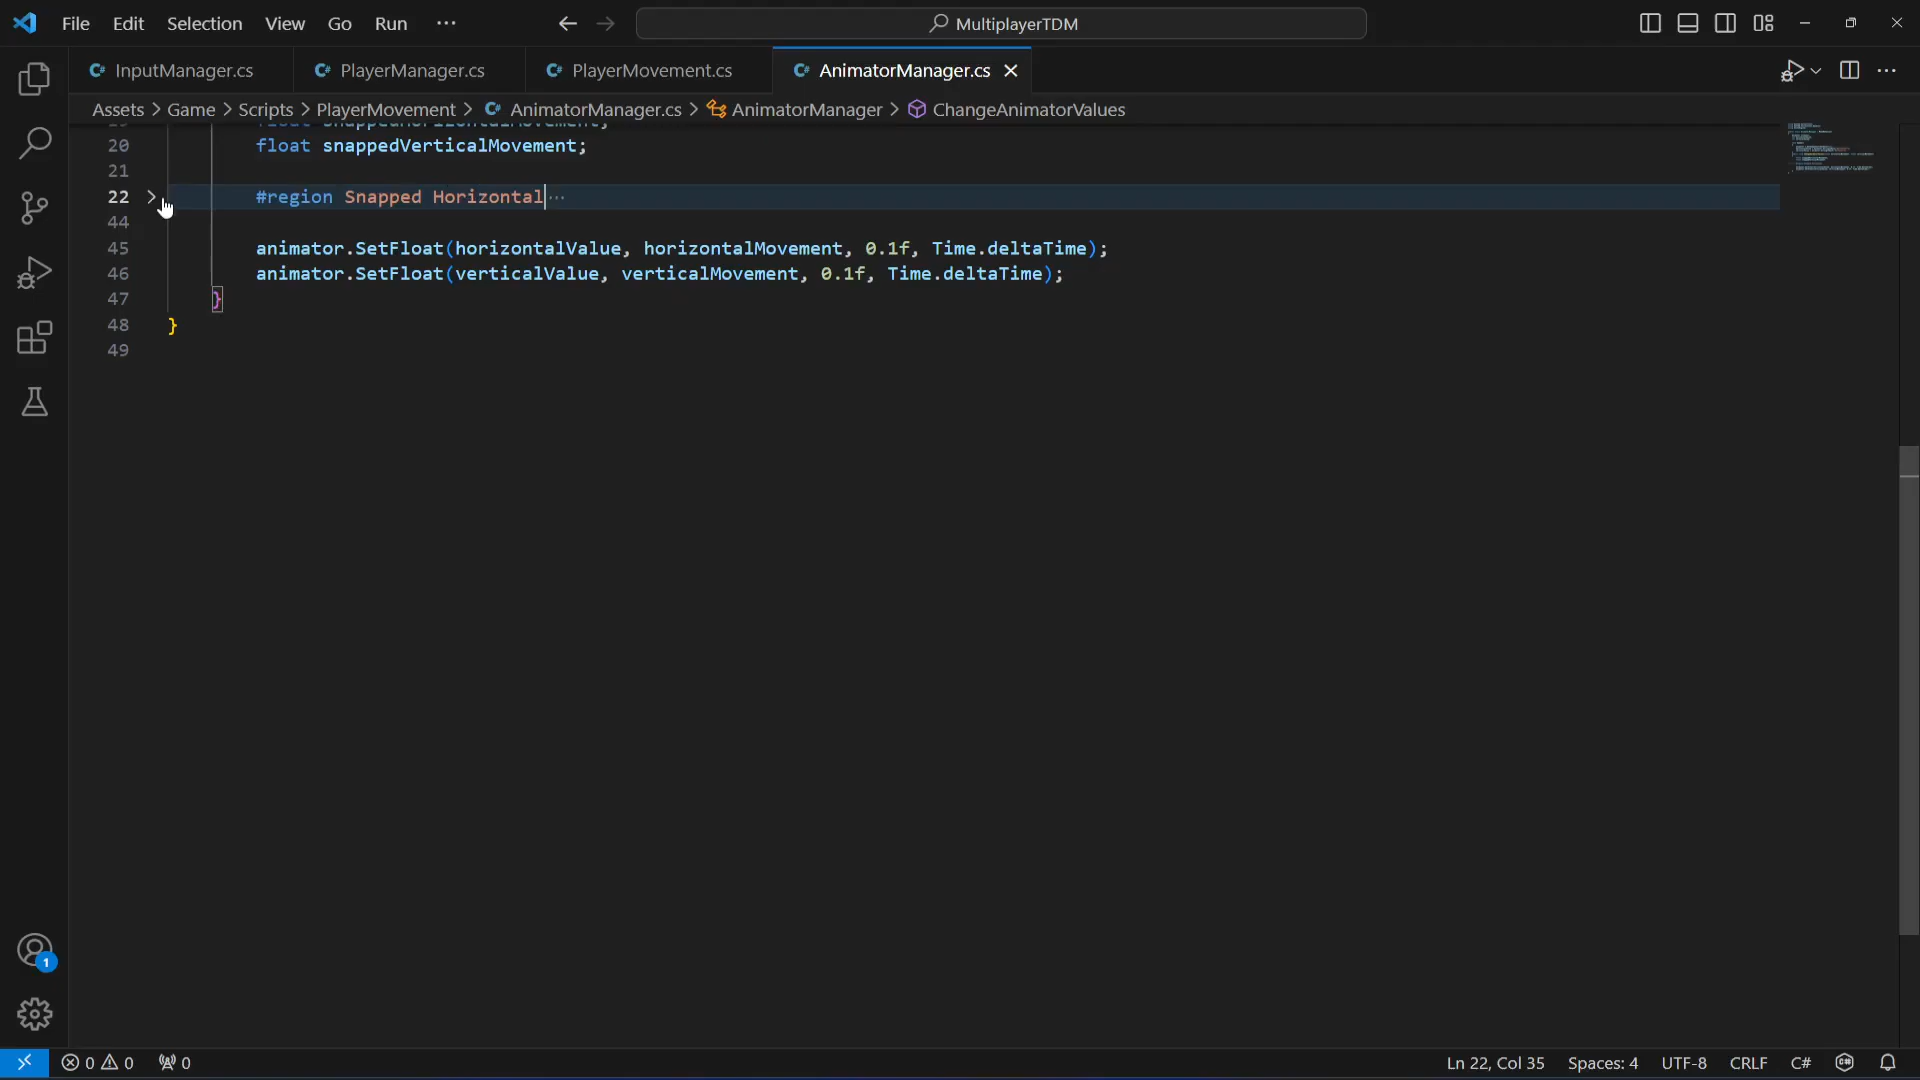 File Edit Selection View Go Run ···
MultiplayerTDM
InputManager.cs PlayerManager.cs PlayerMovement.cs AnimatorManager.cs
Assets > Game > Scripts > PlayerMovement > AnimatorManager.cs > AnimatorManager > ChangeAnimatorValues
20 float snappedVerticalMovement;
21
22 #region Snapped Horizontal···
44
45 animator.SetFloat(horizontalValue, horizontalMovement, 0.1f, Time.deltaTime);
46 animator.SetFloat(verticalValue, verticalMovement, 0.1f, Time.deltaTime);
47 }
48 }
49
1
0 0 0 Ln 22, Col 35 Spaces: 4 UTF-8 CRLF C#